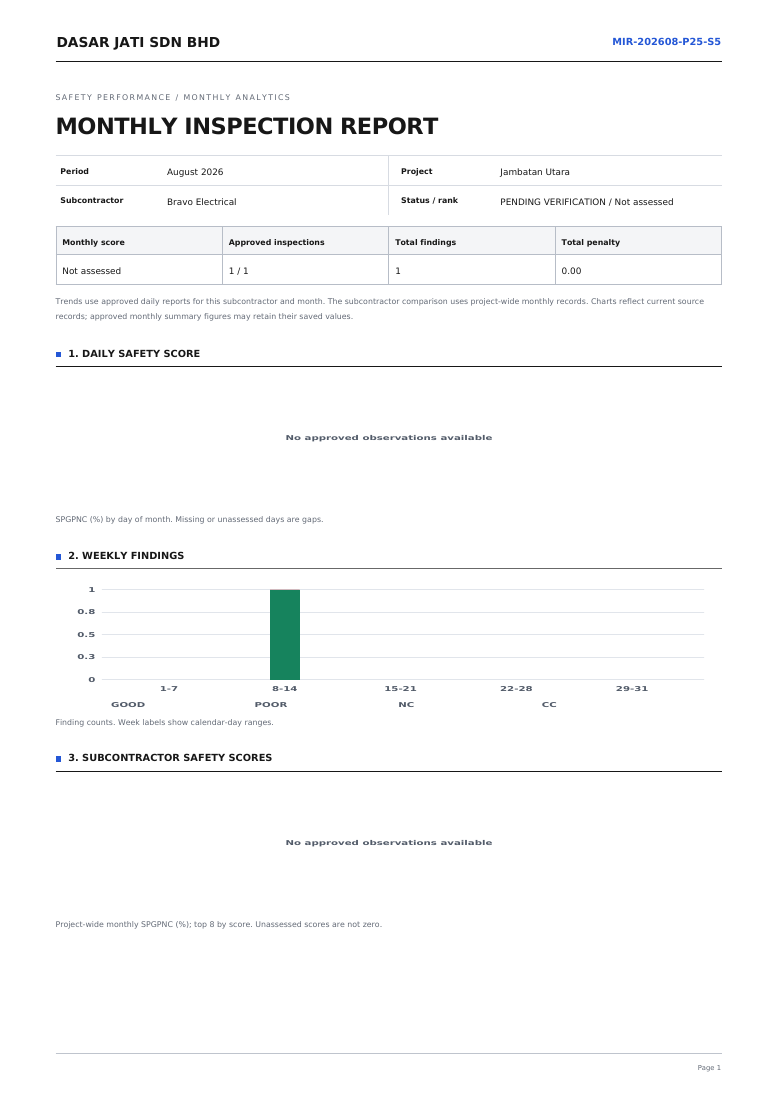 DASAR JATI SDN BHD
MIR-202608-P25-S5
SAFETY PERFORMANCE / MONTHLY ANALYTICS
MONTHLY INSPECTION REPORT
Period August 2026 Project Jambatan Utara
Subcontractor Bravo Electrical Status / rank PENDING VERIFICATION / Not assessed
Monthly score Approved inspections Total findings Total penalty
Not assessed 1 / 1 1 0.00
Trends use approved daily reports for this subcontractor and month. The subcontractor comparison uses project-wide monthly records. Charts reflect current source
records; approved monthly summary figures may retain their saved values.
1. DAILY SAFETY SCORE
No approved observations available
SPGPNC (%) by day of month. Missing or unassessed days are gaps.
2. WEEKLY FINDINGS
1
0.8
0.5
0.3
0
1-7 8-14 15-21 22-28 29-31
GOOD POOR NC CC
Finding counts. Week labels show calendar-day ranges.
3. SUBCONTRACTOR SAFETY SCORES
No approved observations available
Project-wide monthly SPGPNC (%); top 8 by score. Unassessed scores are not zero.
Page 1